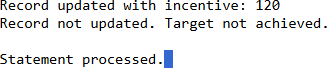 Record updated with incentive: 120
Record not updated. Target not achieved.
Statement processed.